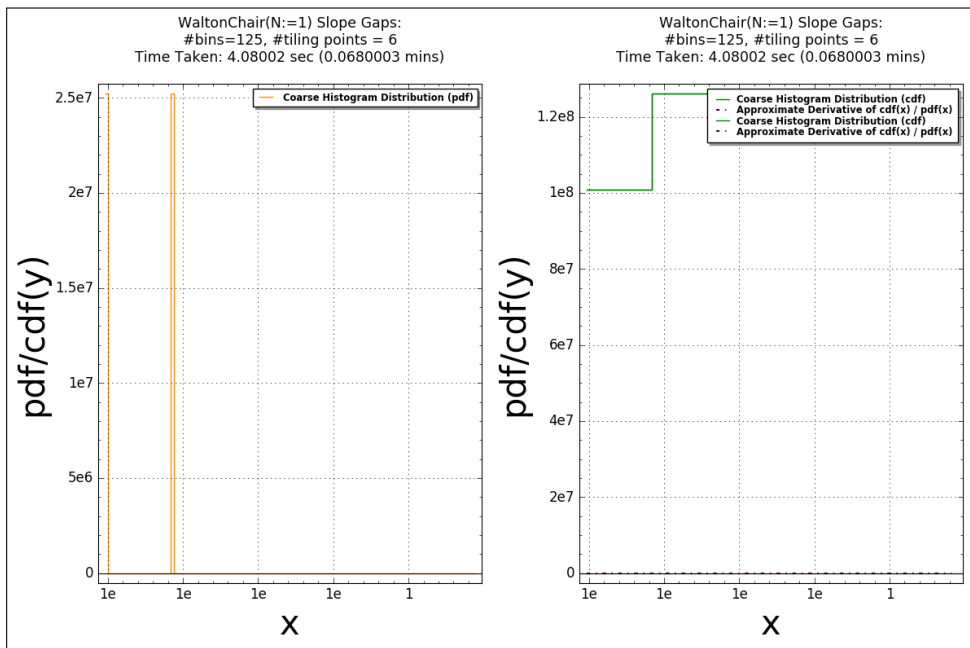 WaltonChair(N:=1) Slope Gaps:
#bins=125, #tiling points = 6
Time Taken: 4.08002 sec (0.0680003 mins)
Coarse Histogram Distribution (pdf)
2.5e7
2e7
1.5e7
1e7
5e6
0
pdf/cdf(y)
1e
1e
1e
1e
1
x
WaltonChair(N:=1) Slope Gaps:
#bins=125, #tiling points = 6
Time Taken: 4.08002 sec (0.0680003 mins)
Coarse Histogram Distribution (cdf)
Approximate Derivative of cdf(x) / pdf(x)
Coarse Histogram Distribution (cdf)
Approximate Derivative of cdf(x) / pdf(x)
1.2e8
1e8
8e7
6e7
4e7
2e7
0
pdf/cdf(y)
1e
1e
1e
1e
1
x